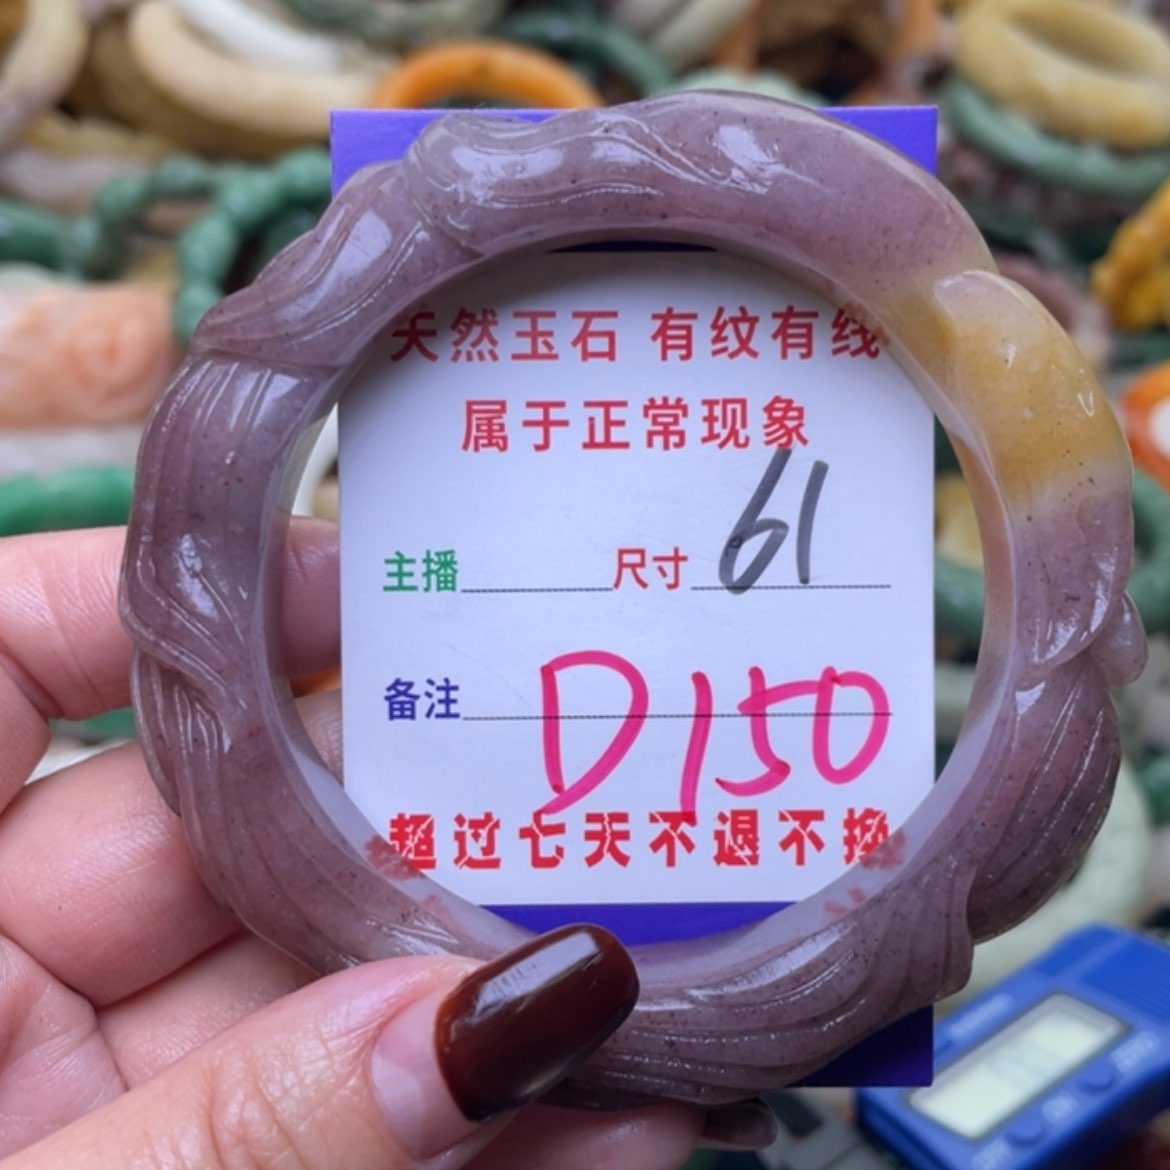 天然玉石 有纹有线
属于正常现象
主播 尺寸 61
备注 D150
超过七天不退不换